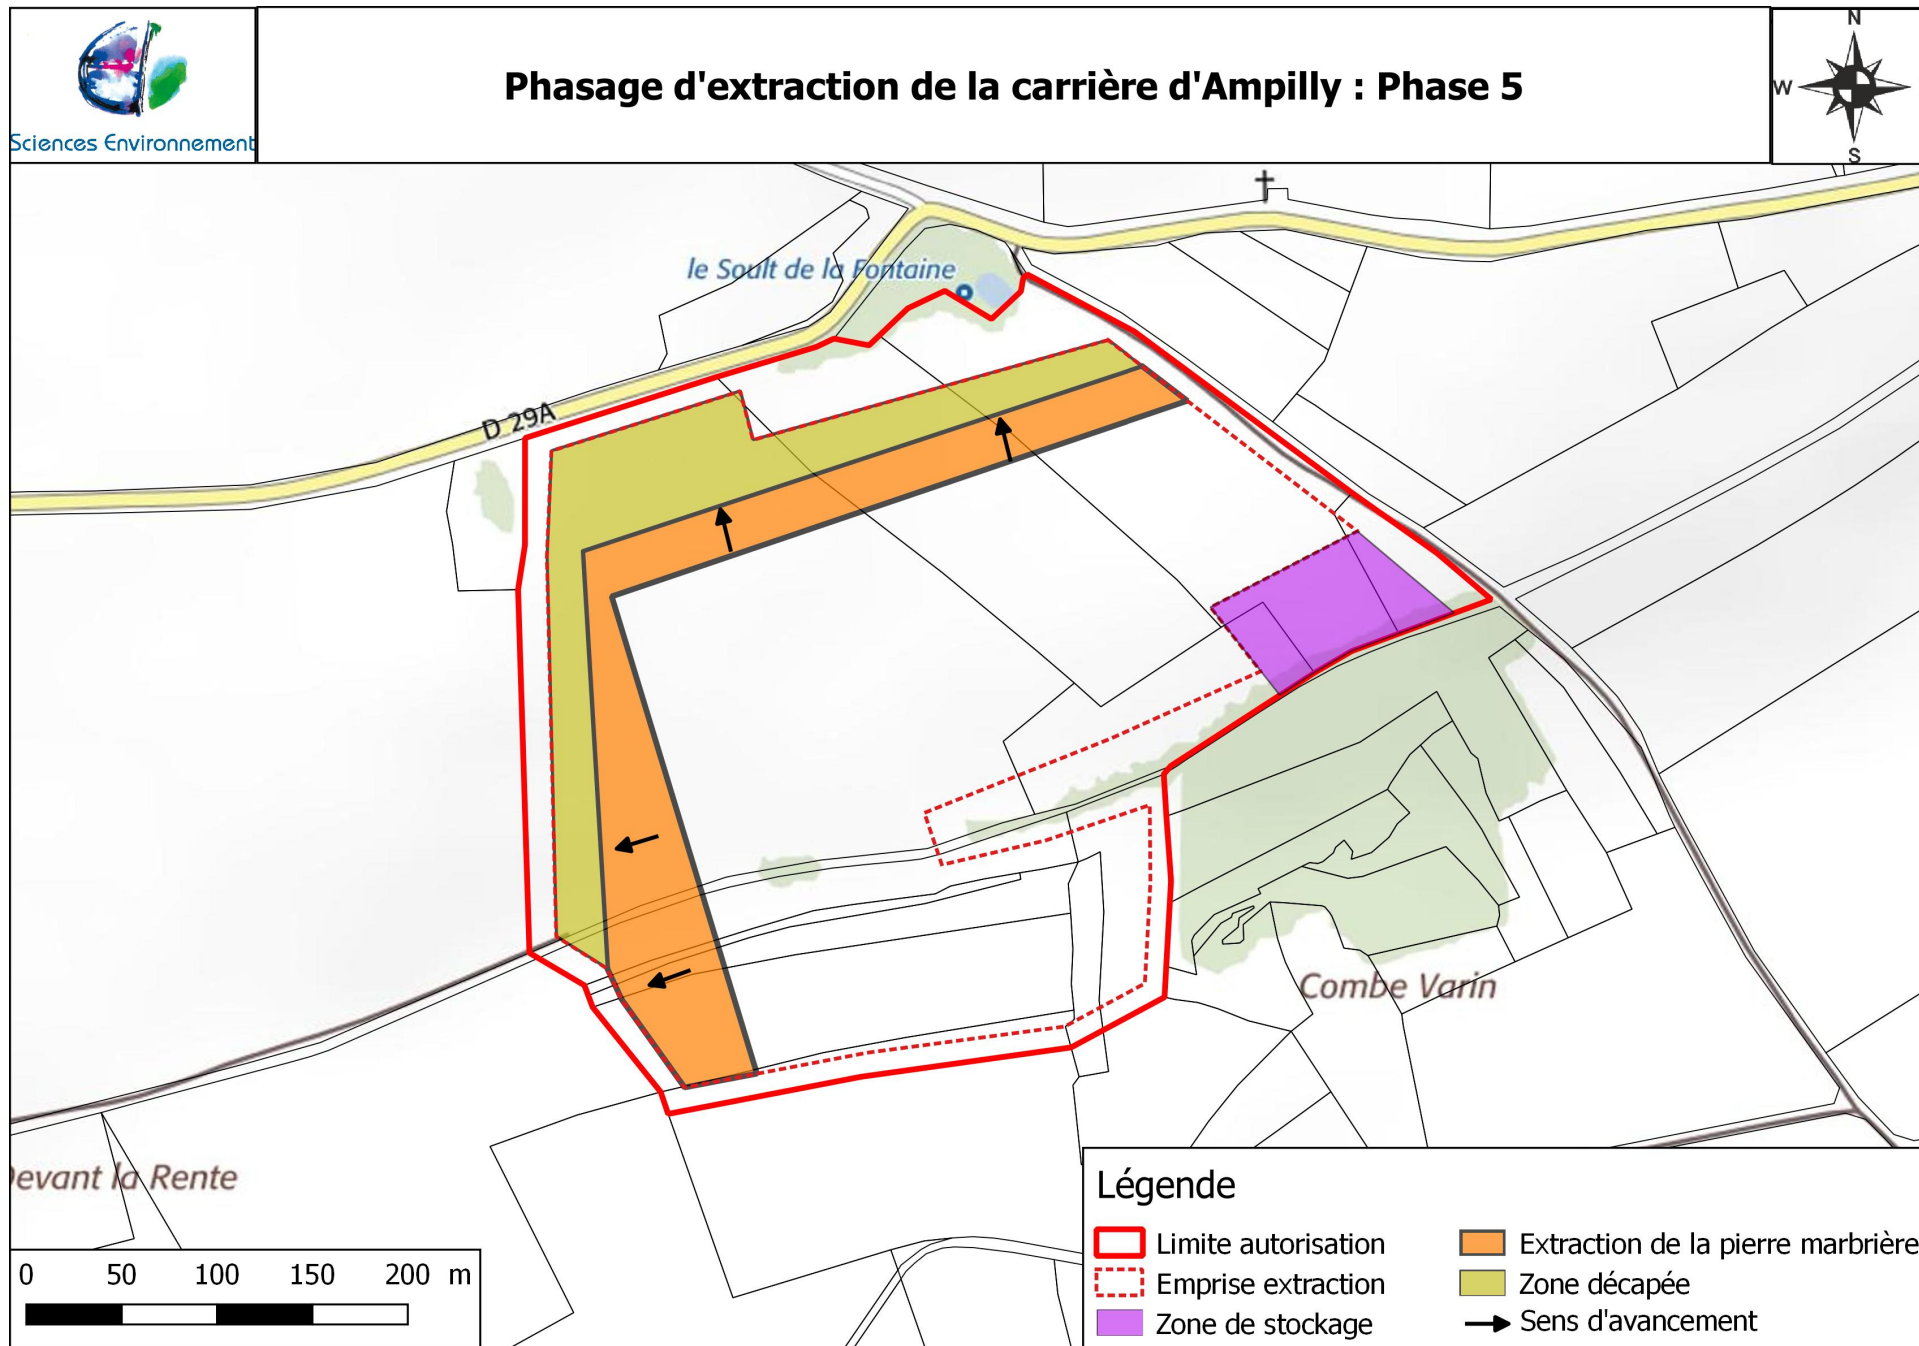 Sciences Environnement
Phasage d'extraction de la carrière d'Ampilly : Phase 5
N
W
S
le Soult de la Fontaine
D 29A
Combe Varin
evant la Rente
0 50 100 150 200 m
Légende
Limite autorisation
Emprise extraction
Zone de stockage
Extraction de la pierre marbrière
Zone décapée
Sens d'avancement